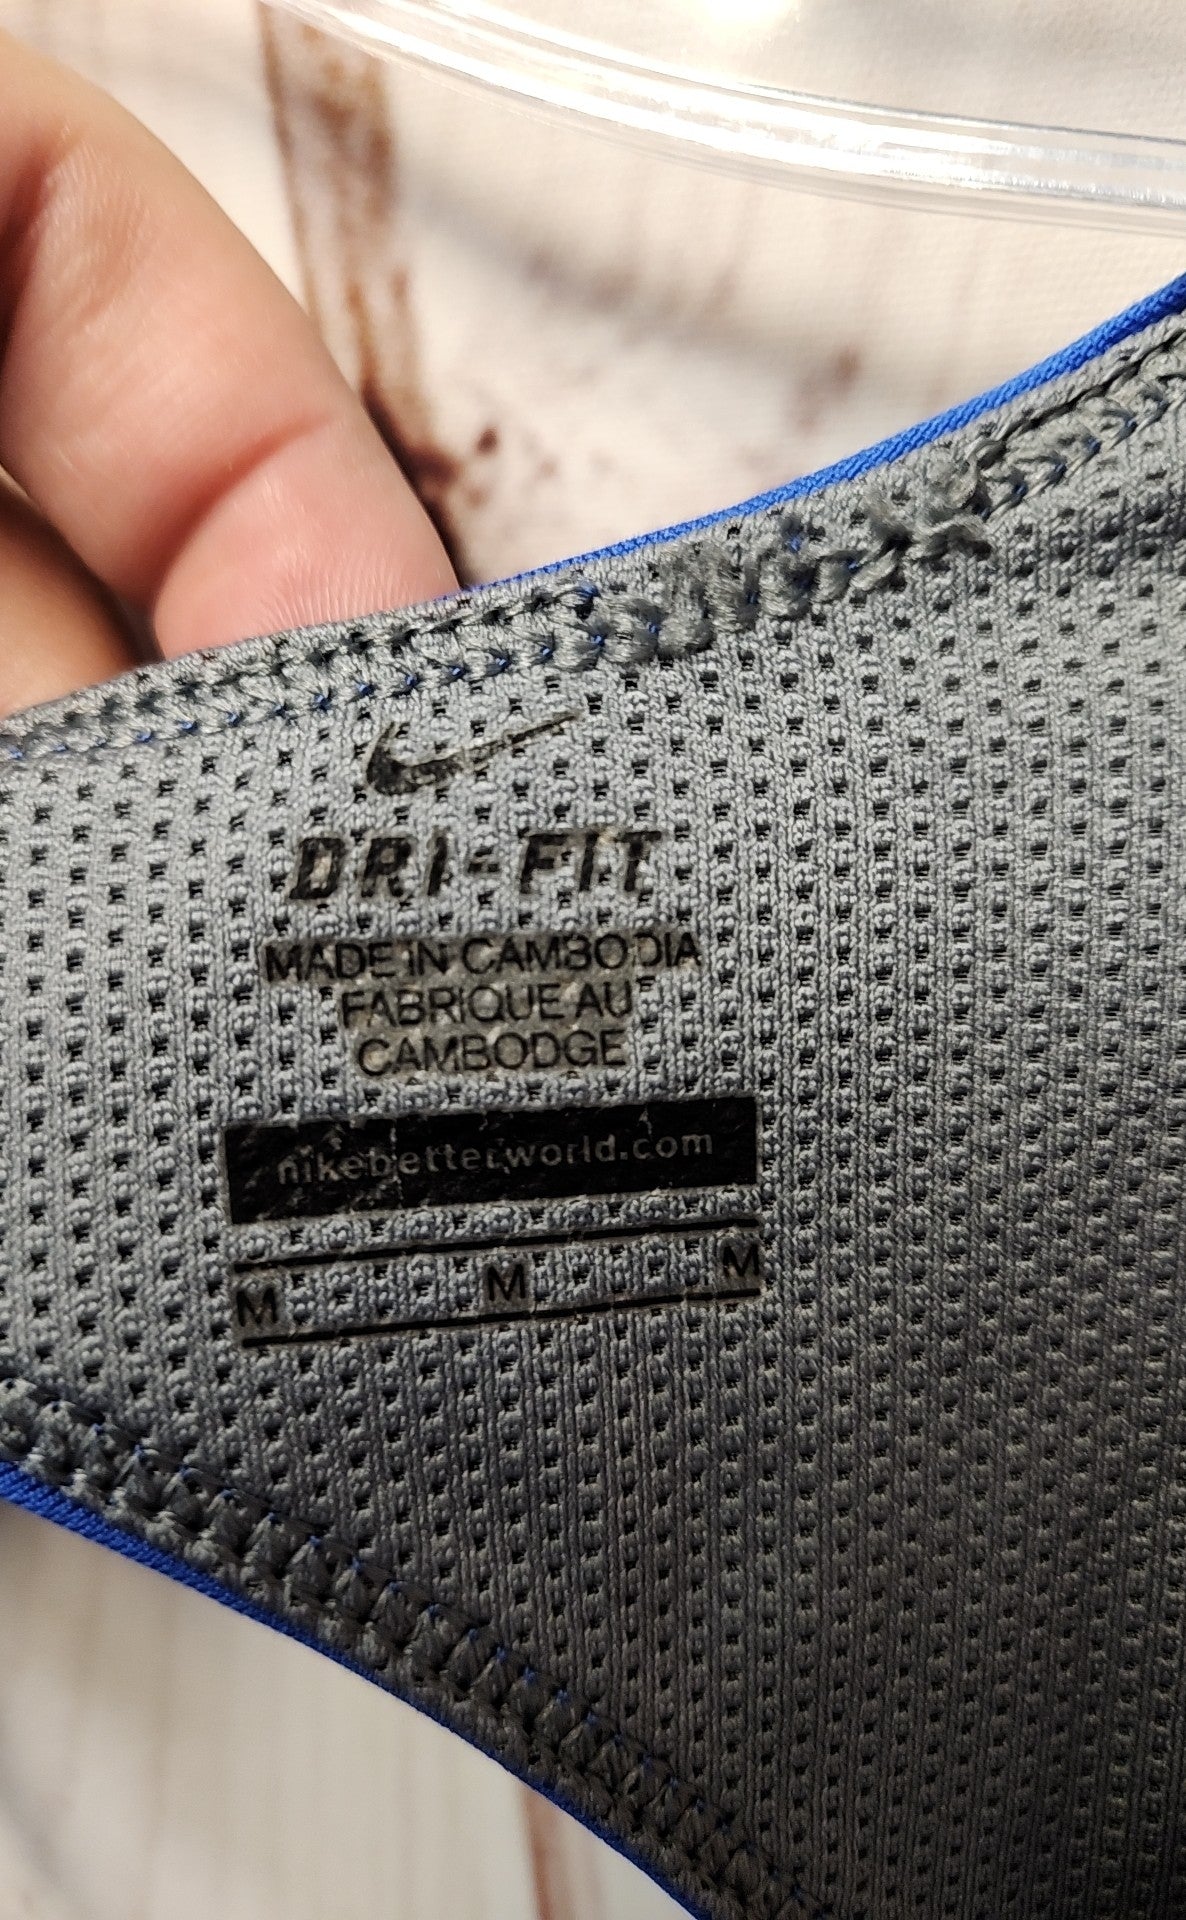 DRI-FIT
MADE IN CAMBODIA
FABRIQUE AU
CAMBODGE
nikebetterworld.com
M M M